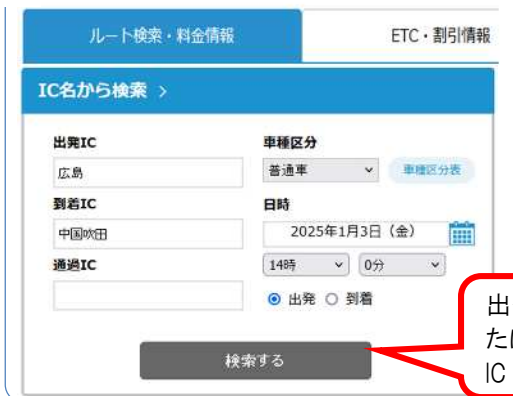 ルート検索・料金情報
ETC・割引情報
IC名から検索 >
出発IC
車種区分
広島
普通車
車種区分表
到着IC
日時
中国吹田
2025年1月3日（金）
通過IC
14時
0分
出発
到着
検索する
出
たは
IC